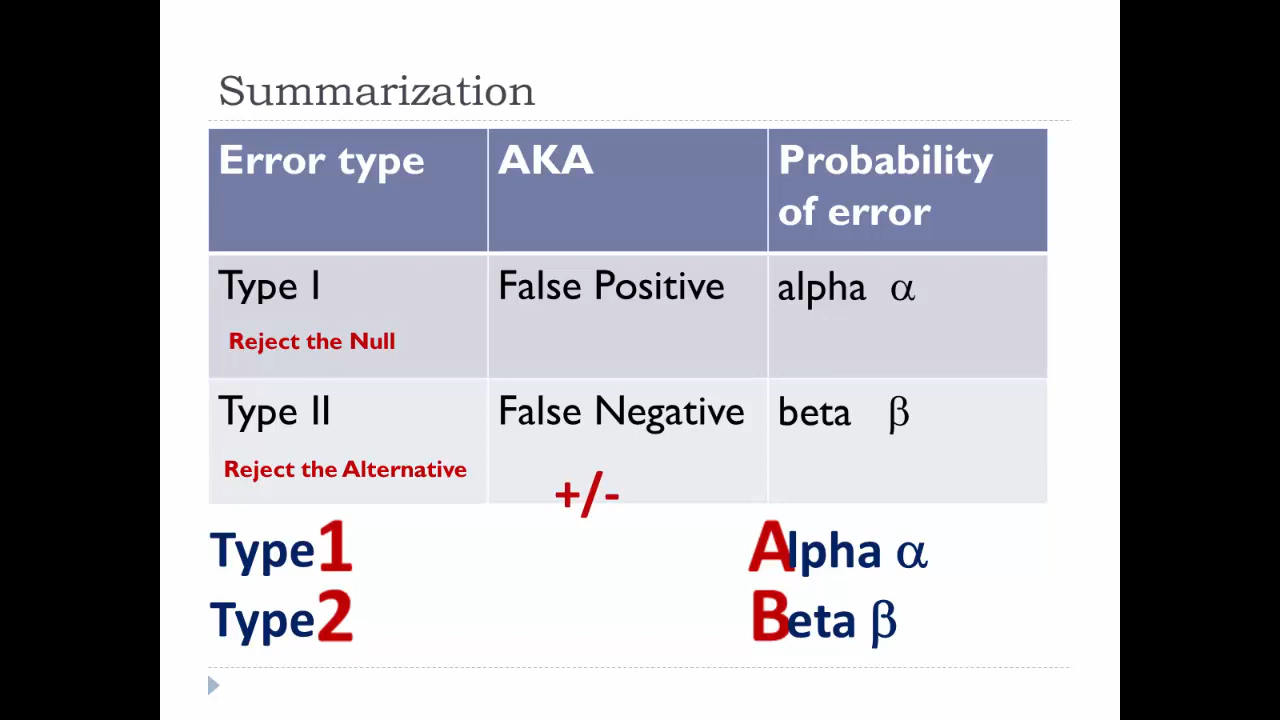 Summarization
Error type AKA Probability
of error
Type I False Positive alpha α
Reject the Null
Type II False Negative beta β
Reject the Alternative
+/-
Type1 Alpha α
Type2 Beta β